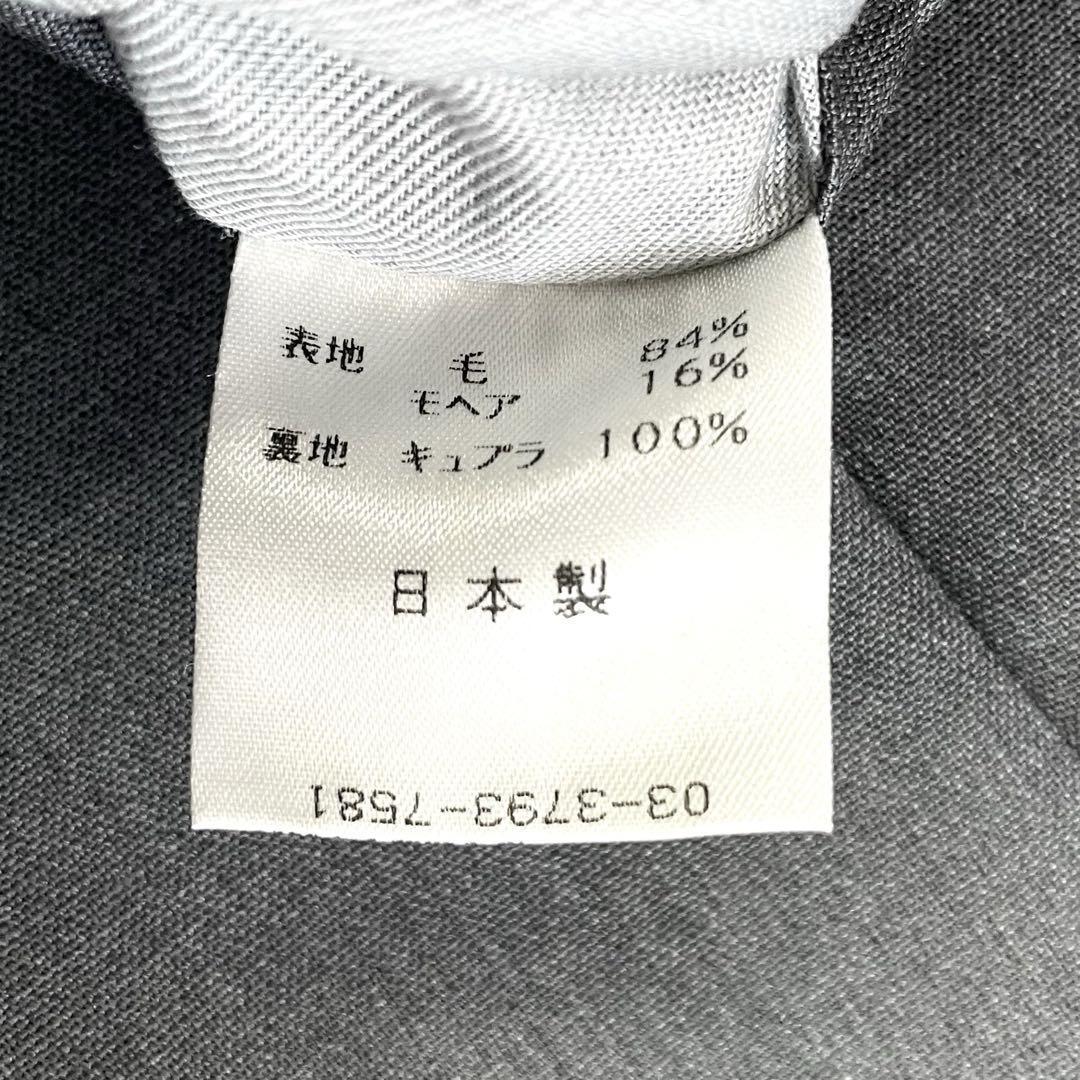 表地 毛 84%
モヘア 16%
裏地 キュプラ 100%
日本製
03-3793-7581